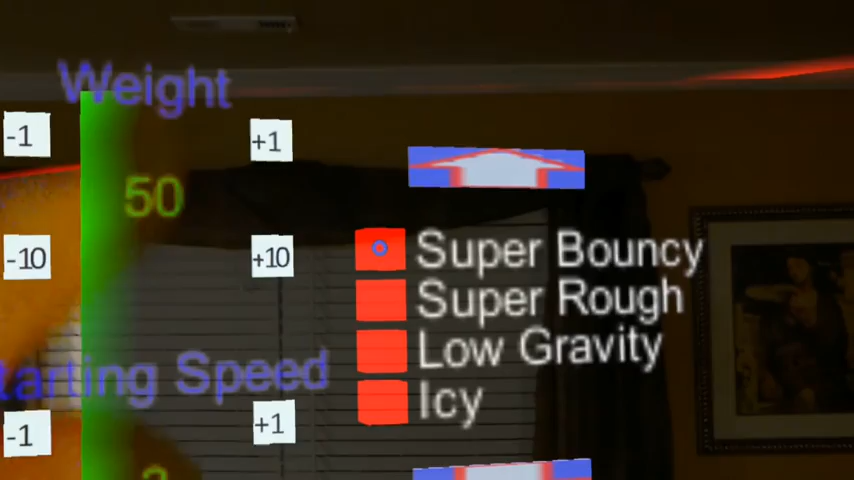 Weight
-1
+1
50
-10
+10
Super Bouncy
Super Rough
Low Gravity
Icy
tarting Speed
-1
+1